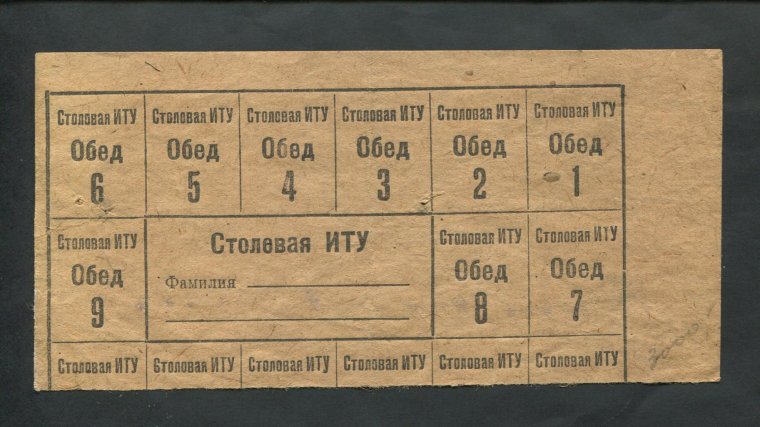 Столовая ИТУ Столовая ИТУ Столовая ИТУ Столовая ИТУ Столовая ИТУ Столовая ИТУ
Обед Обед Обед Обед Обед Обед
6 5 4 3 2 1
Столовая ИТУ
Обед
9
Столевая ИТУ
Фамилия
Столовая ИТУ
Обед
8
Столовая ИТУ
Обед
7
Столовая ИТУ Столовая ИТУ Столовая ИТУ Столовая ИТУ Столовая ИТУ Столовая ИТУ